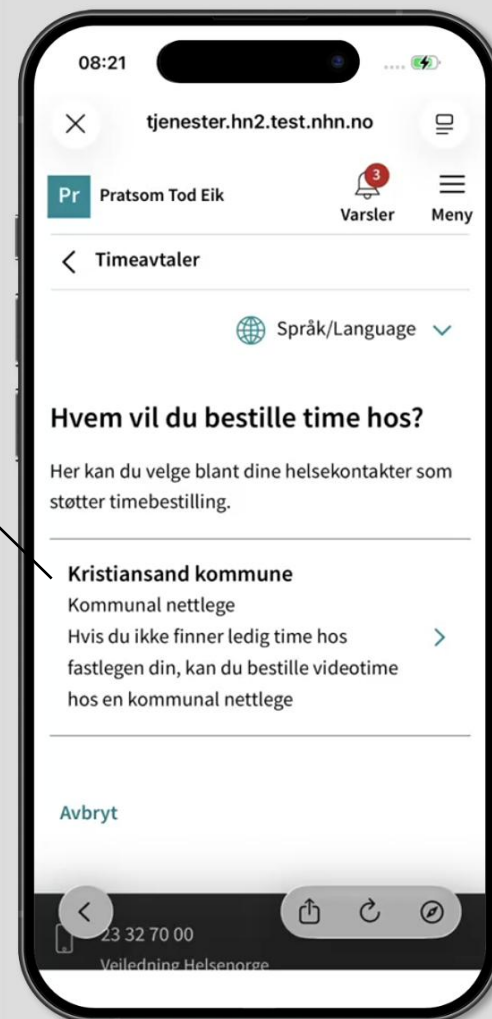 08:21
tjenester.hn2.test.nhn.no
Pr
Pratsom Tod Eik
3
Varsler
Meny
Timeavtaler
Språk/Language
Hvem vil du bestille time hos?
Her kan du velge blant dine helsekontakter som
støtter timebestilling.
Kristiansand kommune
Kommunal nettlege
Hvis du ikke finner ledig time hos
fastlegen din, kan du bestille videotime
hos en kommunal nettlege
Avbryt
23 32 70 00
Veiledning Helsenorge